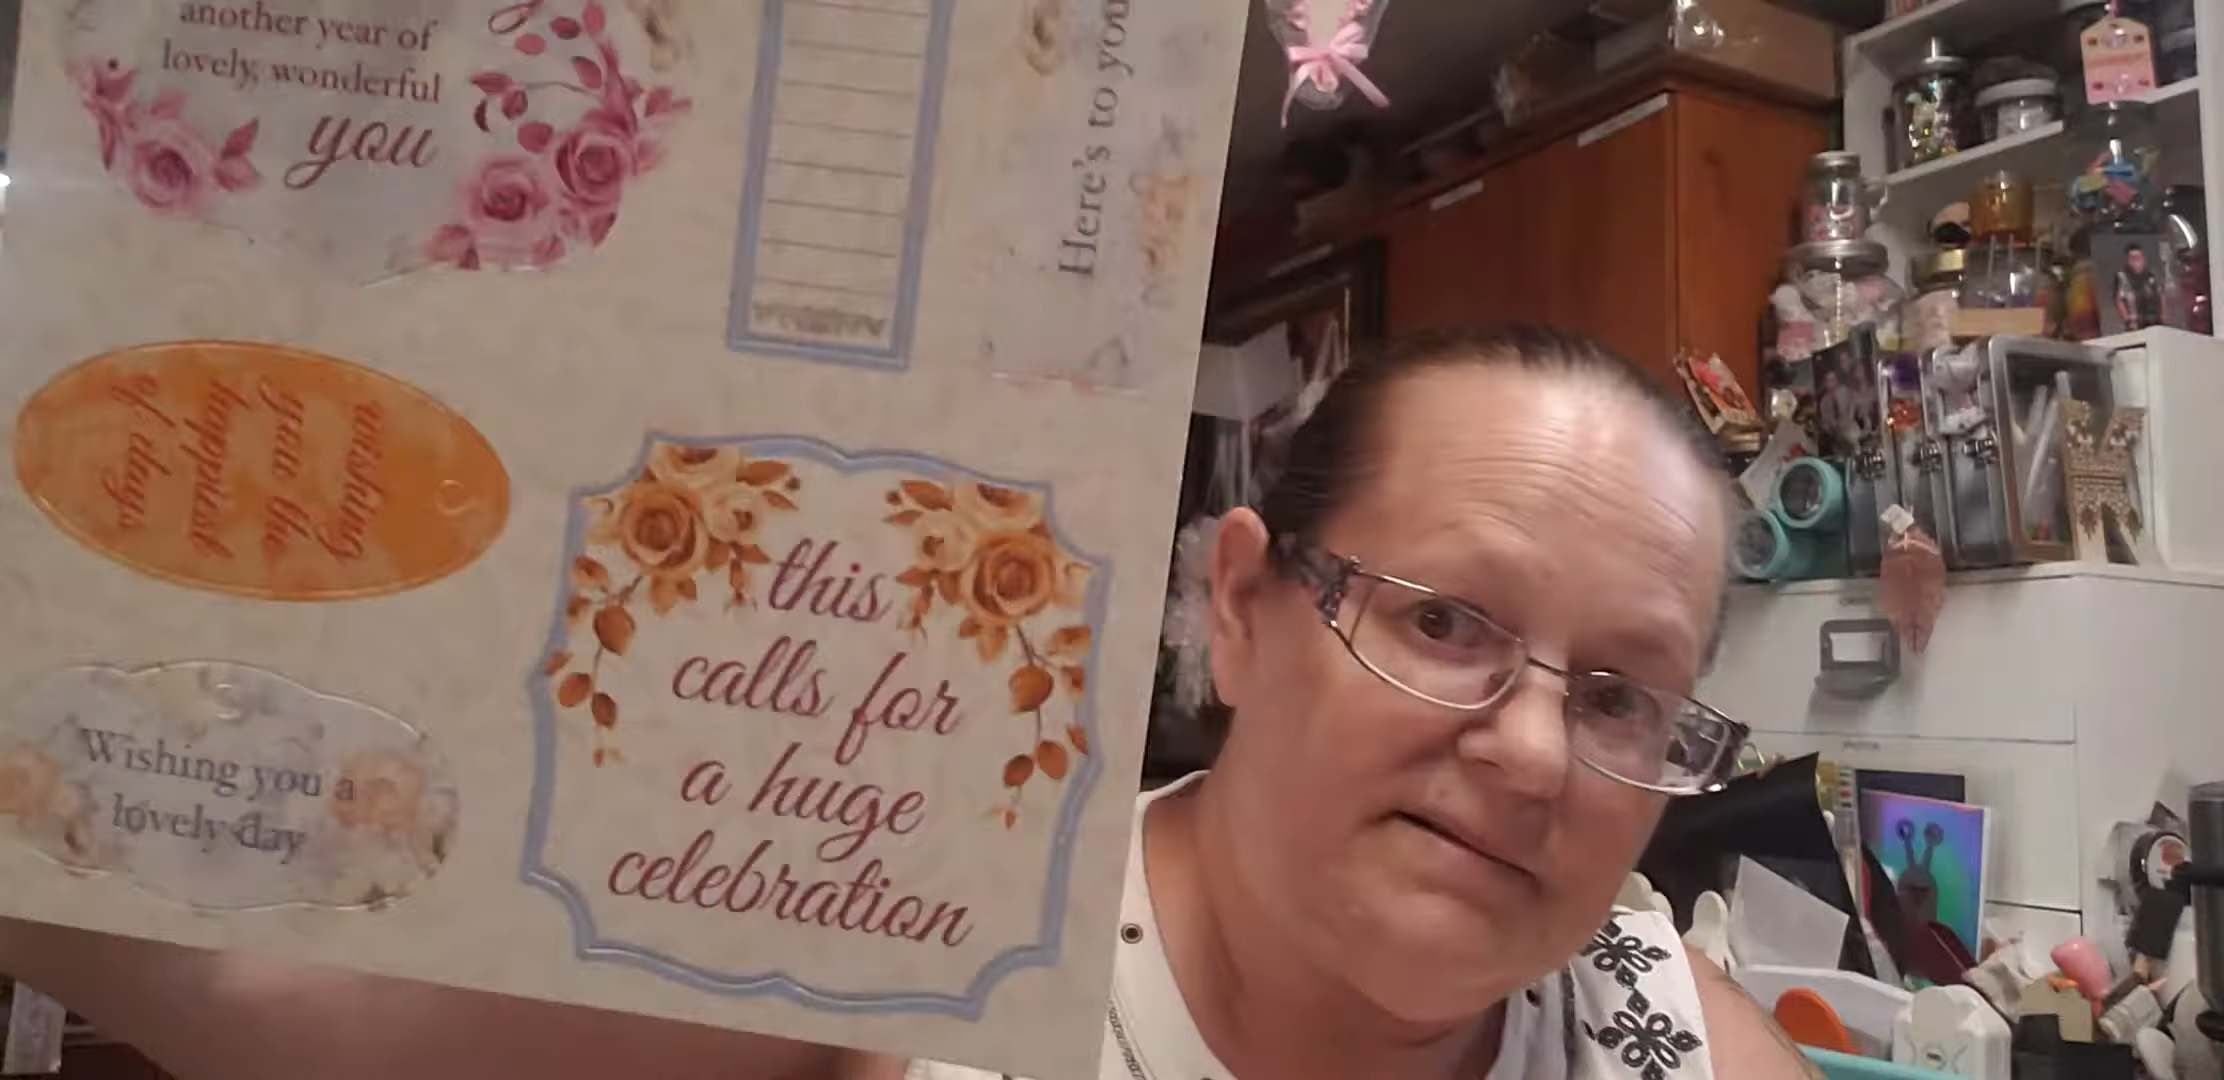 another year of
lovely, wonderful
you
Here's to you
wishing
you the
happiest
of days
this
calls for
a huge
celebration
Wishing you a
lovely day